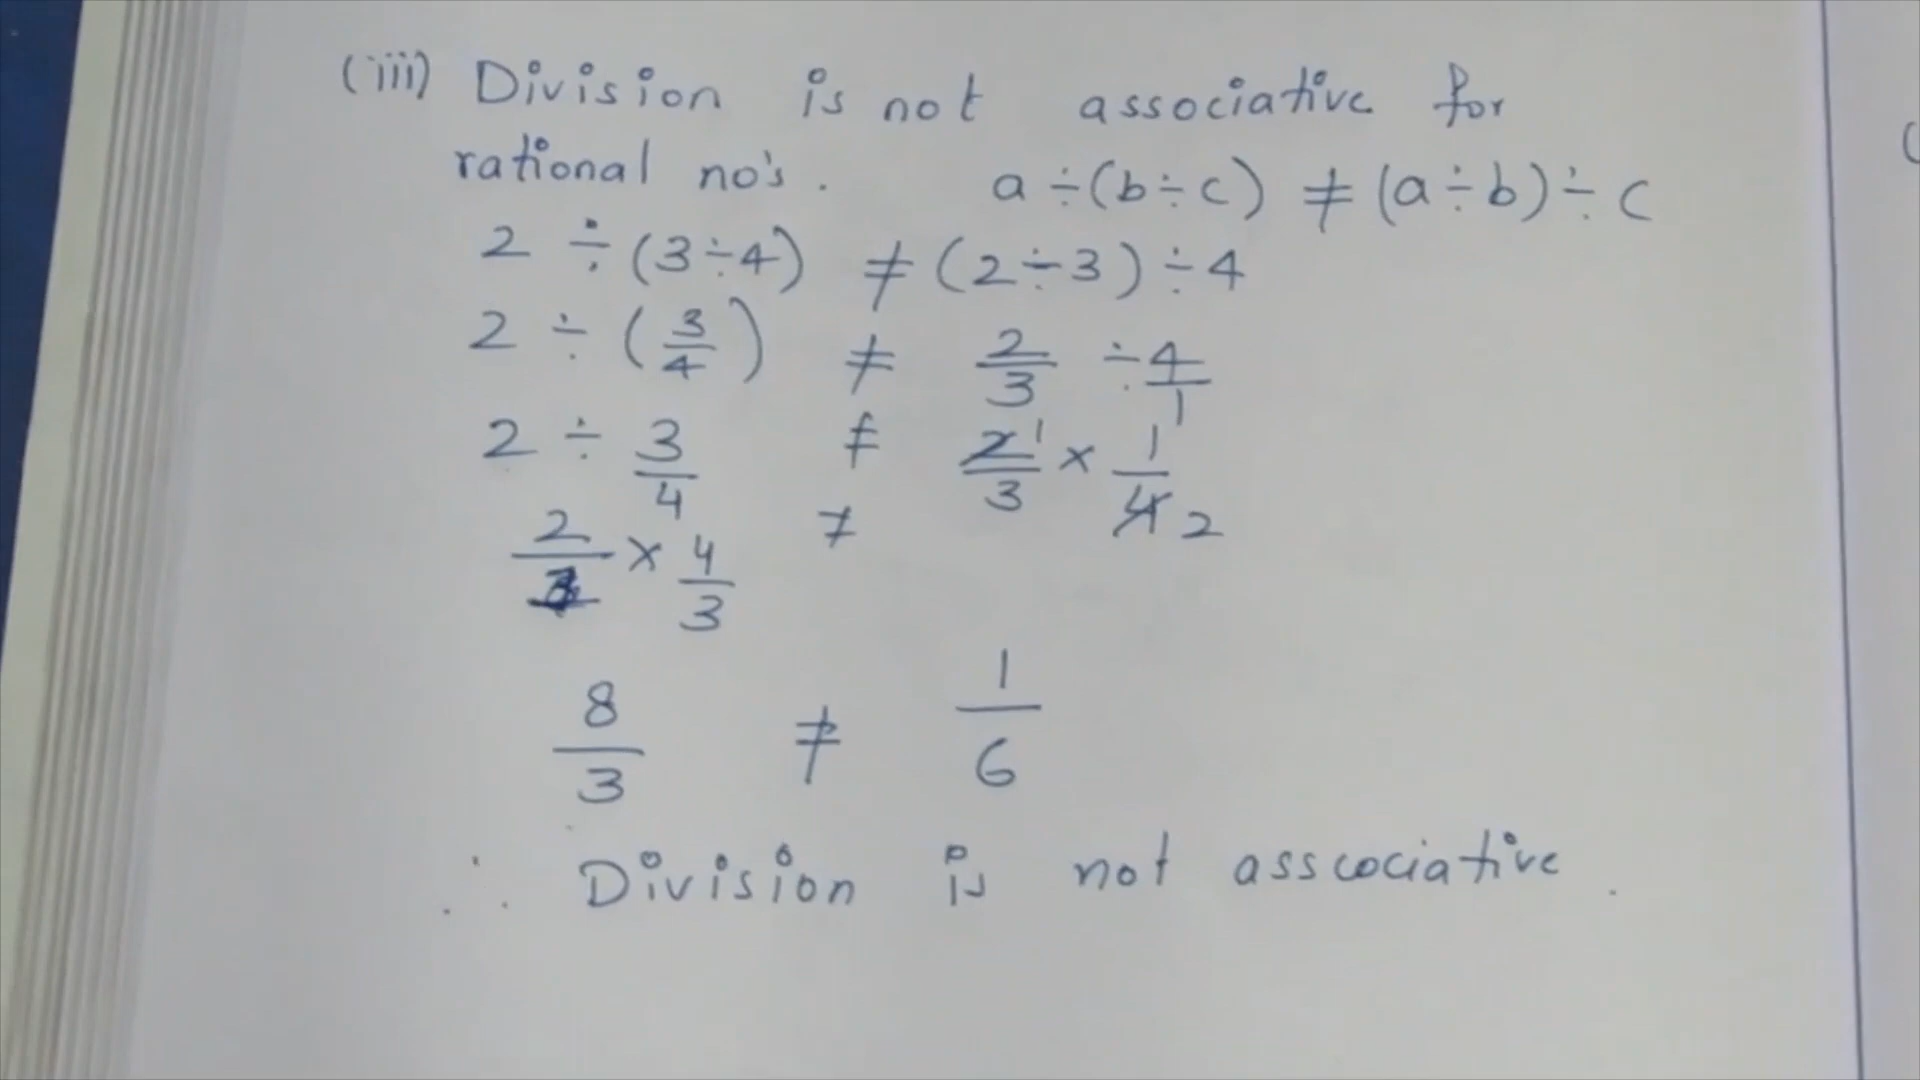 (iii) Division is not associative for
rational no's. a ÷ (b ÷ c) ≠ (a ÷ b) ÷ c
2 ÷ (3 ÷ 4) ≠ (2 ÷ 3) ÷ 4
2 ÷ (3/4) ≠ 2/3 ÷ 4/1
2 ÷ 3/4 ≠ 2 1/3 × 1/4 2
2/ × 4/3 ≠
8/3 ≠ 1/6
∴ Division is not asscociative.